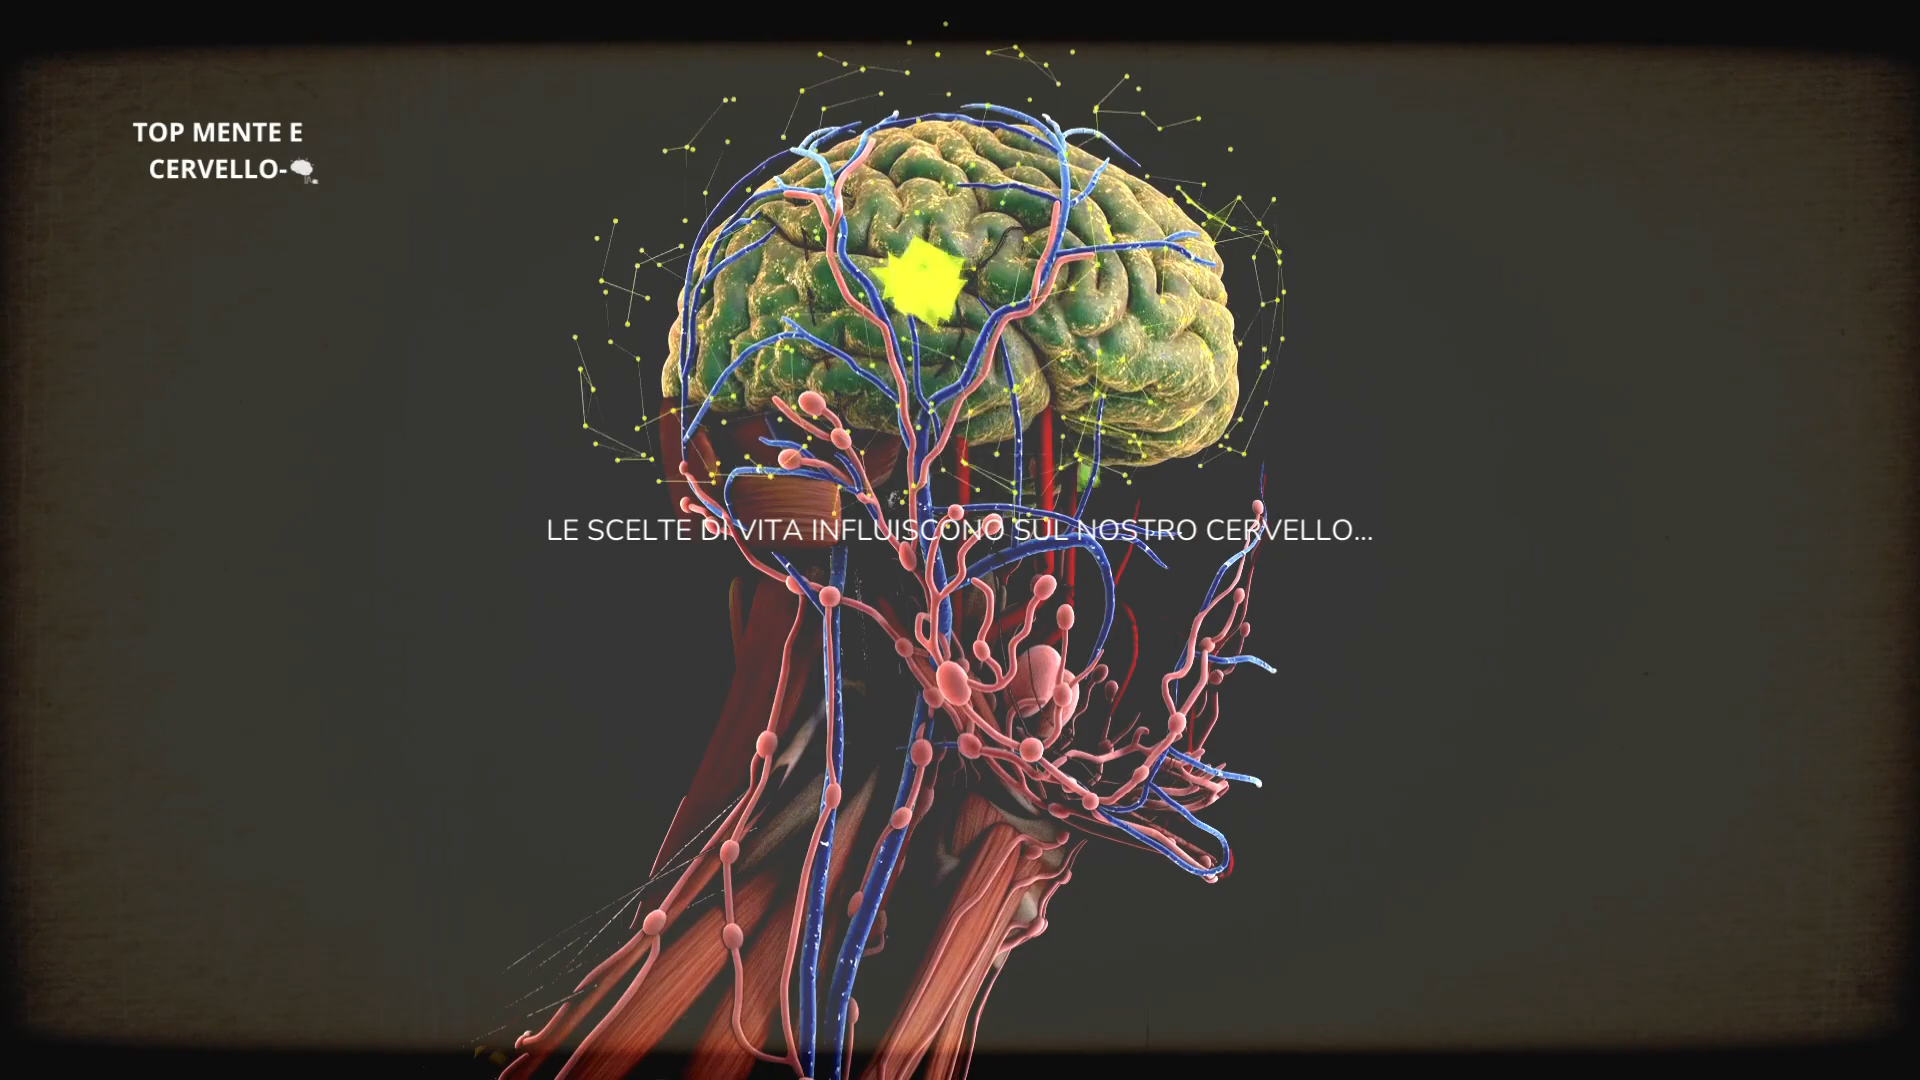 TOP MENTE E
CERVELLO-
LE SCELTE DI VITA INFLUISCONO SUL NOSTRO CERVELLO...